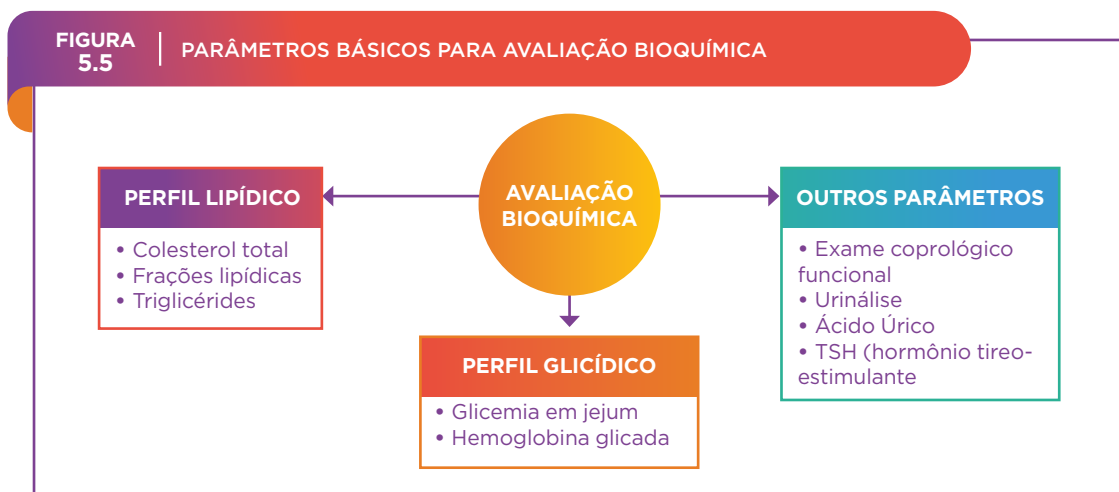 FIGURA
5.5
PARÂMETROS BÁSICOS PARA AVALIAÇÃO BIOQUÍMICA
AVALIAÇÃO
BIOQUÍMICA
PERFIL LIPÍDICO
• Colesterol total
• Frações lipídicas
• Triglicérides
PERFIL GLICÍDICO
• Glicemia em jejum
• Hemoglobina glicada
OUTROS PARÂMETROS
• Exame coprológico
funcional
• Urinálise
• Ácido Úrico
• TSH (hormônio tireo-
estimulante